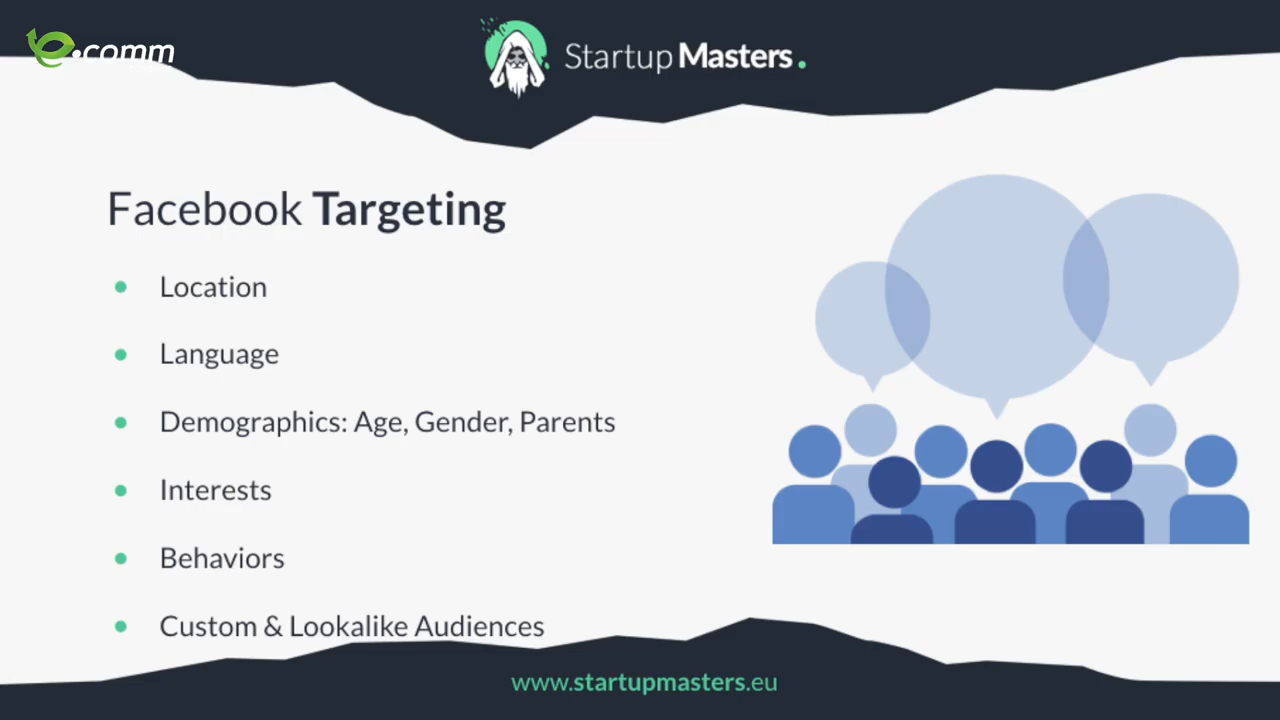 e.comm
Startup Masters.
Facebook Targeting
Location
Language
Demographics: Age, Gender, Parents
Interests
Behaviors
Custom & Lookalike Audiences
www.startupmasters.eu